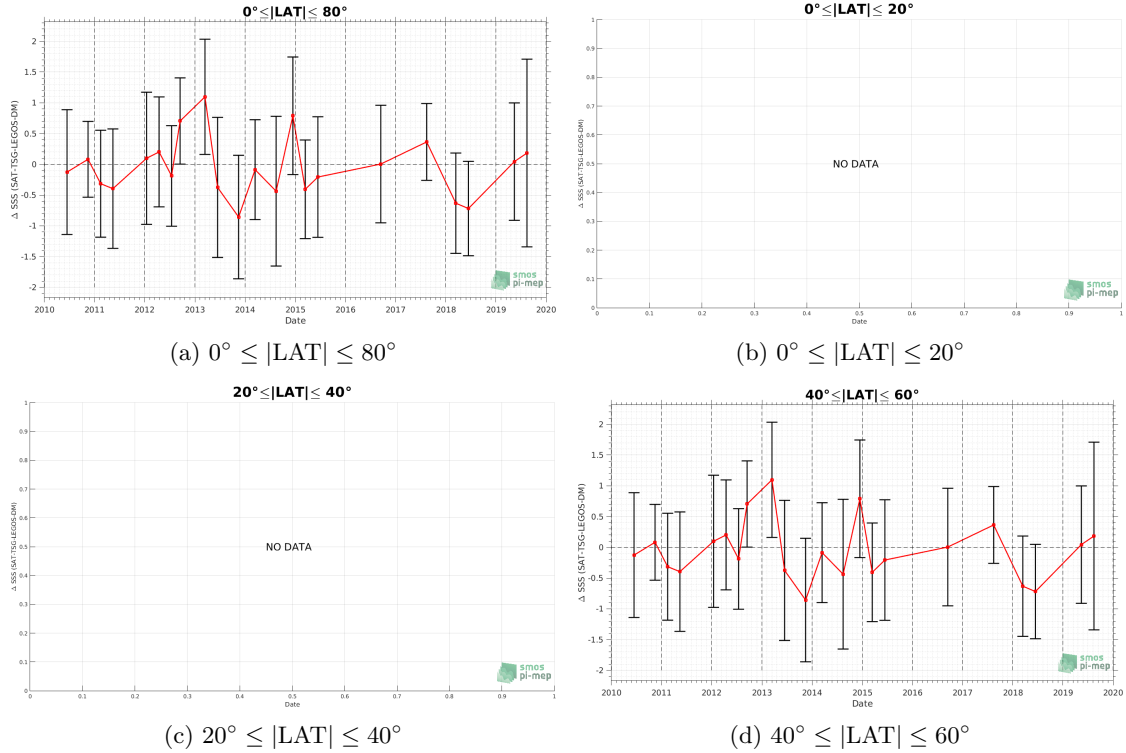 0°≤|LAT|≤ 80°
Δ SSS (SAT-TSG-LEGOS-DM)
2
1.5
1
0.5
0
-0.5
-1
-1.5
-2
2010 2011 2012 2013 2014 2015 2016 2017 2018 2019 2020
Date
smos
pi-mep
(a) 0° ≤ |LAT| ≤ 80°
0°≤|LAT|≤ 20°
Δ SSS (SAT-TSG-LEGOS-DM)
1
0.9
0.8
0.7
0.6
0.5
0.4
0.3
0.2
0.1
0
NO DATA
0 0.1 0.2 0.3 0.4 0.5 0.6 0.7 0.8 0.9 1
Date
smos
pi-mep
(b) 0° ≤ |LAT| ≤ 20°
20°≤|LAT|≤ 40°
Δ SSS (SAT-TSG-LEGOS-DM)
1
0.9
0.8
0.7
0.6
0.5
0.4
0.3
0.2
0.1
0
NO DATA
0 0.1 0.2 0.3 0.4 0.5 0.6 0.7 0.8 0.9 1
Date
smos
pi-mep
(c) 20° ≤ |LAT| ≤ 40°
40°≤|LAT|≤ 60°
Δ SSS (SAT-TSG-LEGOS-DM)
2
1.5
1
0.5
0
-0.5
-1
-1.5
-2
2010 2011 2012 2013 2014 2015 2016 2017 2018 2019 2020
Date
smos
pi-mep
(d) 40° ≤ |LAT| ≤ 60°